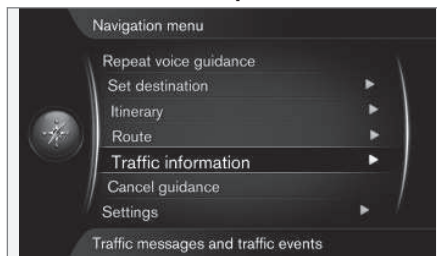 Navigation menu
Repeat voice guidance
Set destination
Itinerary
Route
Traffic information
Cancel guidance
Settings
Traffic messages and traffic events